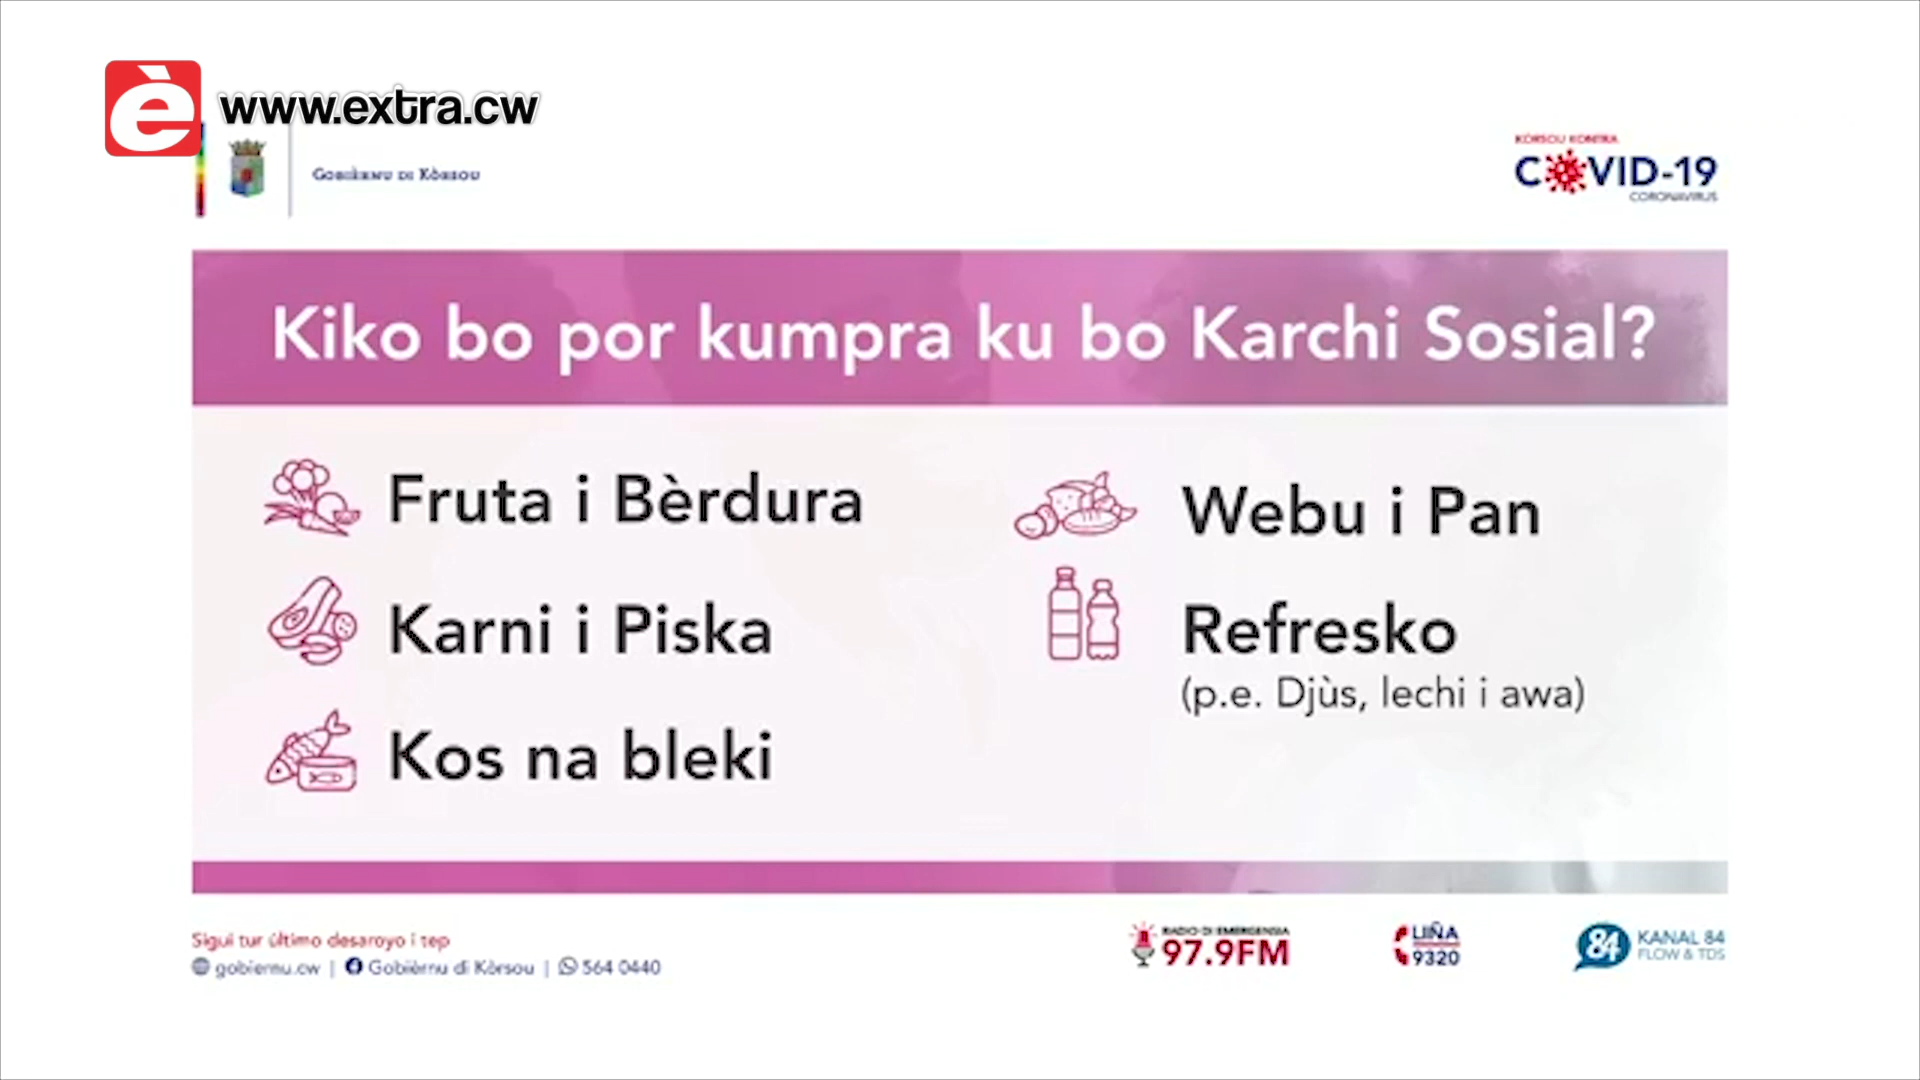 è www.extra.cw
Gobièrnu di Kòrsou
KÒRSOU KONTRA
COVID-19
CORONAVIRUS
Kiko bo por kumpra ku bo Karchi Sosial?
Fruta i Bèrdura
Karni i Piska
Kos na bleki
Webu i Pan
Refresko
(p.e. Djùs, lechi i awa)
Sigui tur último desaroyo i tep
gobiernu.cw | Gobièrnu di Kòrsou | 564 0440
RADIO DI EMERGENSIA
97.9FM
LIÑA
9320
84
KANAL 84
FLOW & TDS